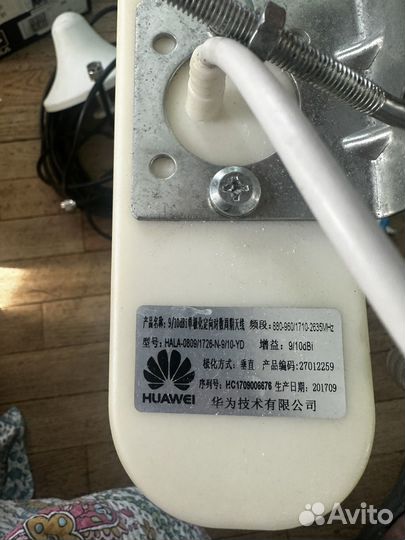 产品名称: 9/10dBi单极化定向对数周期天线 频段: 880-960/1710-2635MHz
型号: HALA-0809/1726-N-9/10-YD 增益: 9/10dBi
极化方式: 垂直 产品编码: 27012259
序列号: HC1709006676 生产日期: 201709
HUAWEI
华为技术有限公司
Avito